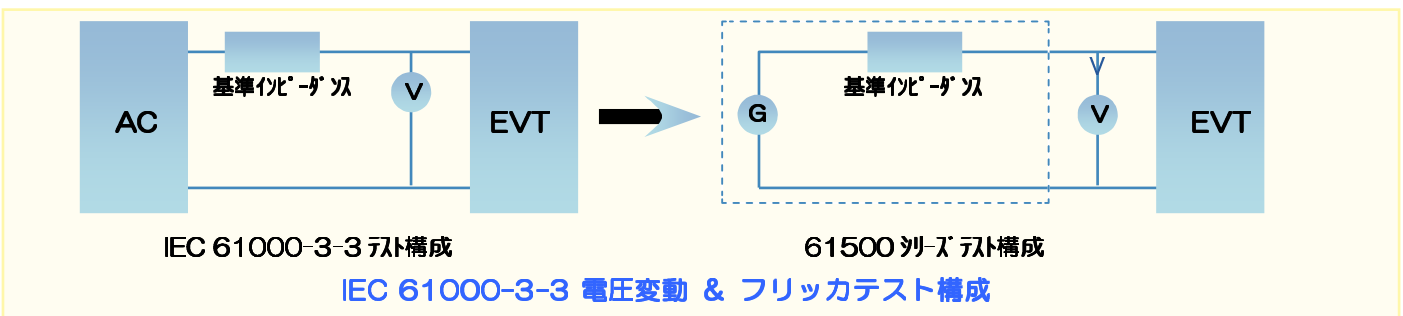 AC
基準ｲﾝﾋﾟｰﾀﾞﾝｽ
V
EVT
G
基準ｲﾝﾋﾟｰﾀﾞﾝｽ
V
EVT
IEC 61000-3-3 ﾃｽﾄ構成
61500 ｼﾘｰｽﾞﾃｽﾄ構成
IEC 61000-3-3 電圧変動 & フリッカテスト構成